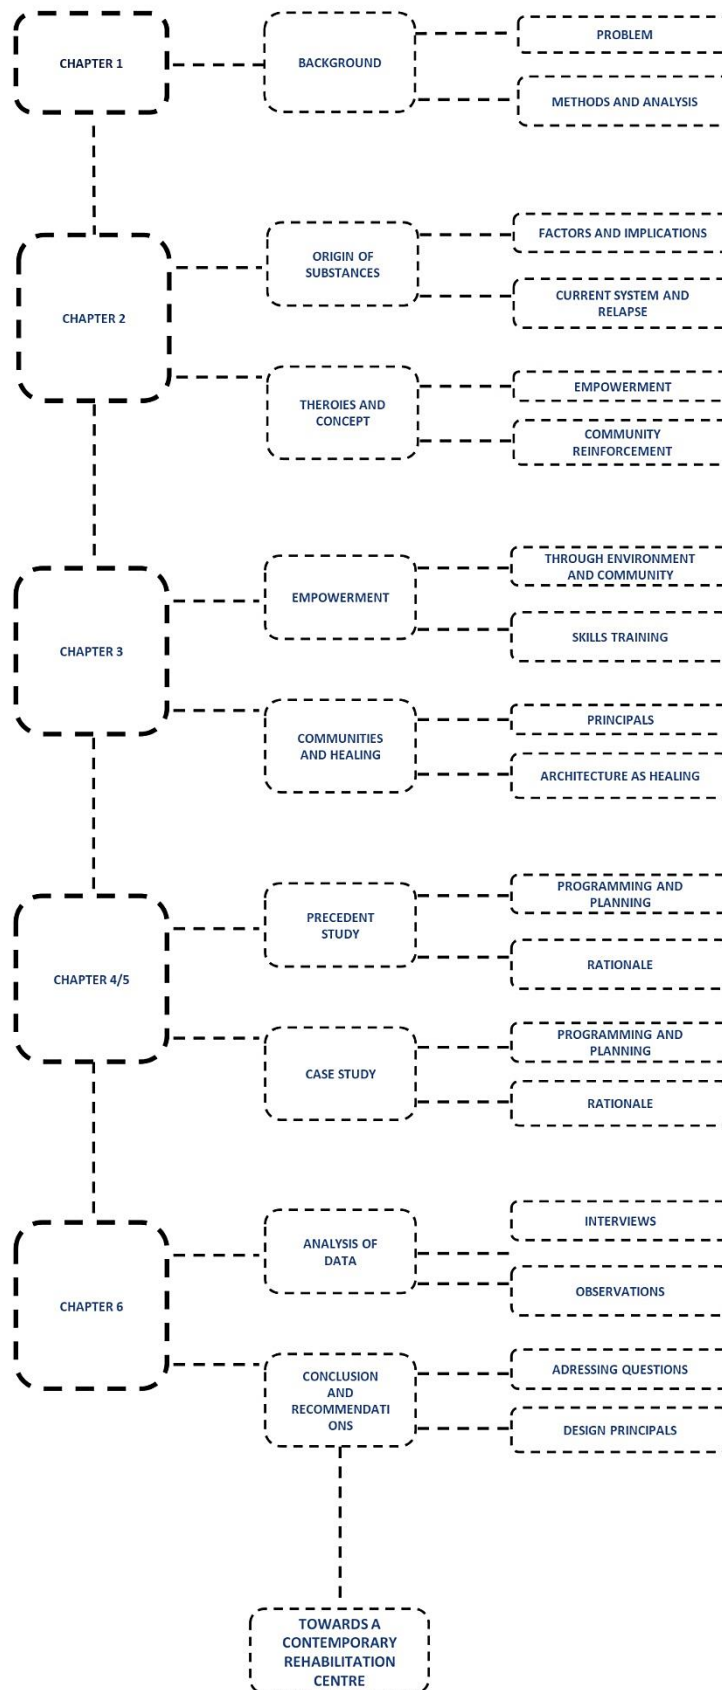 CHAPTER 1
BACKGROUND
PROBLEM
METHODS AND ANALYSIS
CHAPTER 2
ORIGIN OF
SUBSTANCES
FACTORS AND IMPLICATIONS
CURRENT SYSTEM AND
RELAPSE
THEROIES AND
CONCEPT
EMPOWERMENT
COMMUNITY
REINFORCEMENT
CHAPTER 3
EMPOWERMENT
THROUGH ENVIRONMENT
AND COMMUNITY
SKILLS TRAINING
COMMUNITIES
AND HEALING
PRINCIPALS
ARCHITECTURE AS HEALING
CHAPTER 4/5
PRECEDENT
STUDY
PROGRAMMING AND
PLANNING
RATIONALE
CASE STUDY
PROGRAMMING AND
PLANNING
RATIONALE
CHAPTER 6
ANALYSIS OF
DATA
INTERVIEWS
OBSERVATIONS
CONCLUSION
AND
RECOMMENDATI
ONS
ADRESSING QUESTIONS
DESIGN PRINCIPALS
TOWARDS A
CONTEMPORARY
REHABILITATION
CENTRE